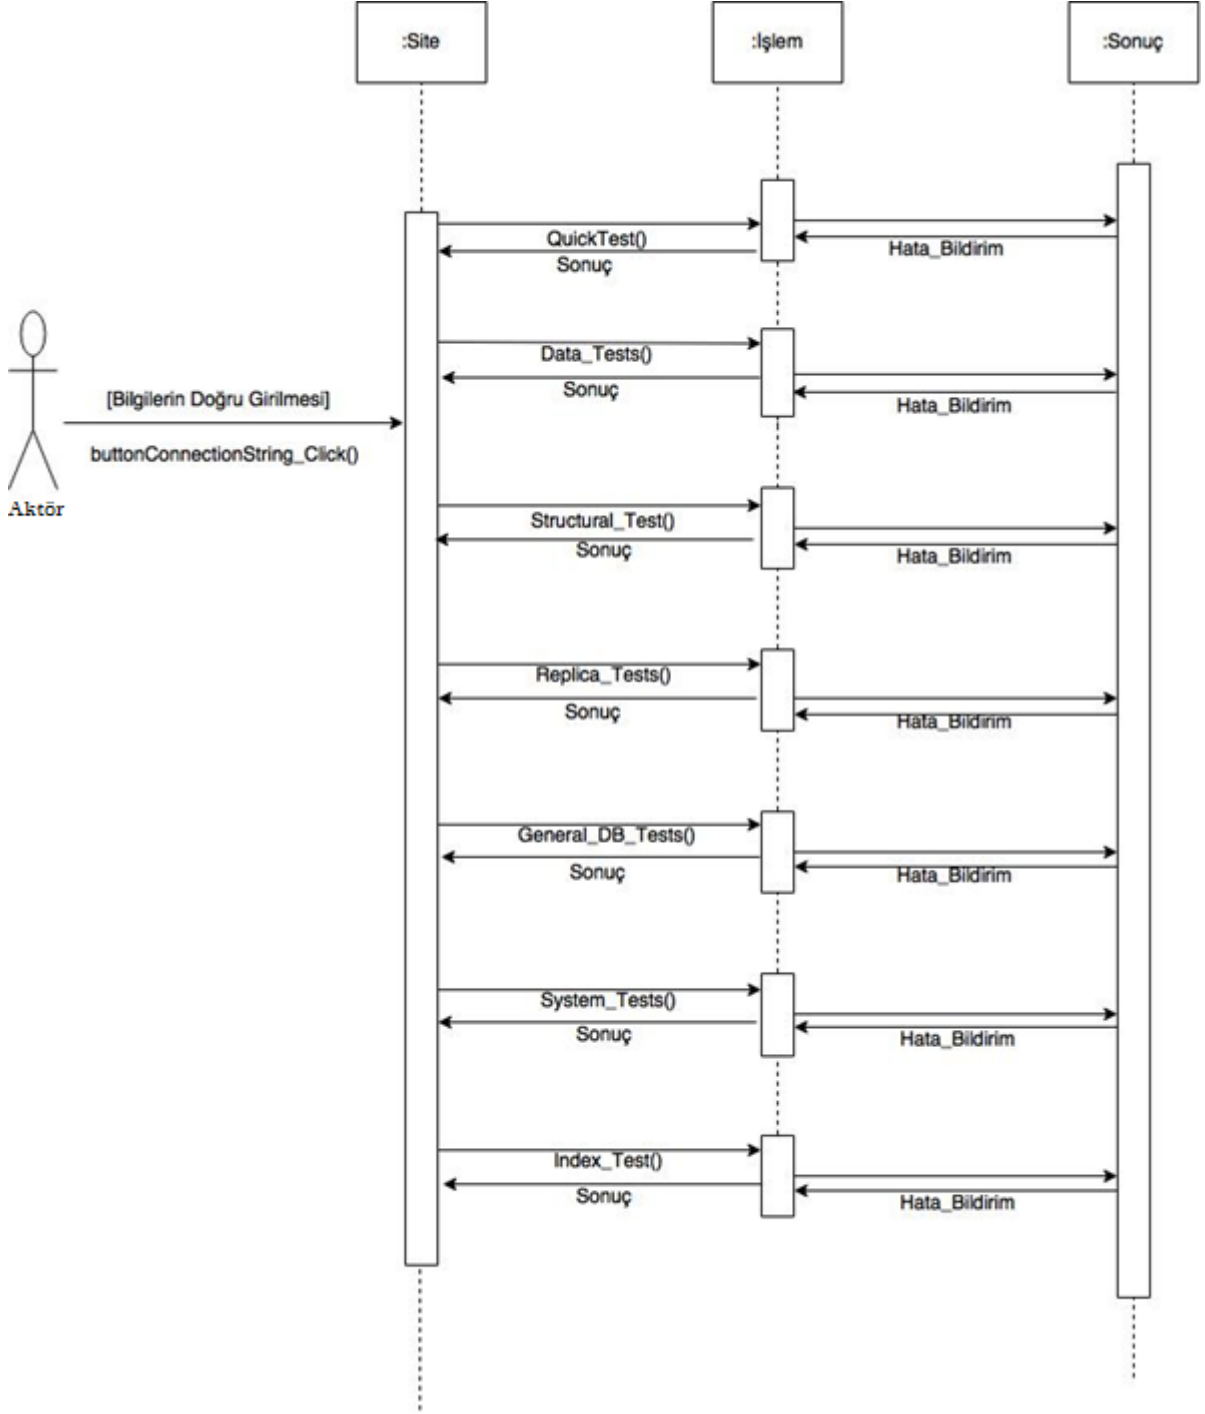 :Site
:İşlem
:Sonuç
QuickTest()
Sonuç
Hata_Bildirim
Data_Tests()
Sonuç
Hata_Bildirim
[Bilgilerin Doğru Girilmesi]
buttonConnectionString_Click()
Aktör
Structural_Test()
Sonuç
Hata_Bildirim
Replica_Tests()
Sonuç
Hata_Bildirim
General_DB_Tests()
Sonuç
Hata_Bildirim
System_Tests()
Sonuç
Hata_Bildirim
Index_Test()
Sonuç
Hata_Bildirim